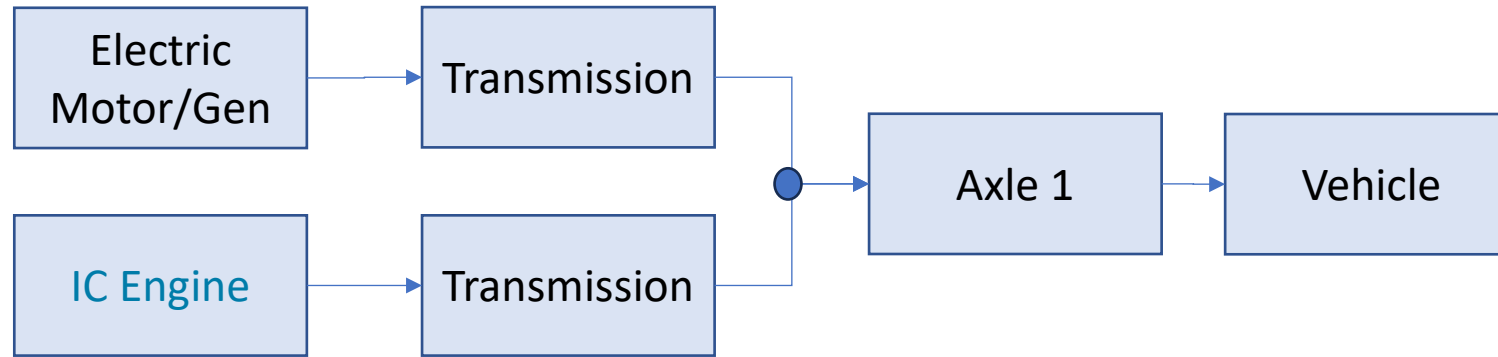 Electric
Motor/Gen
Transmission
Axle 1
Vehicle
IC Engine
Transmission